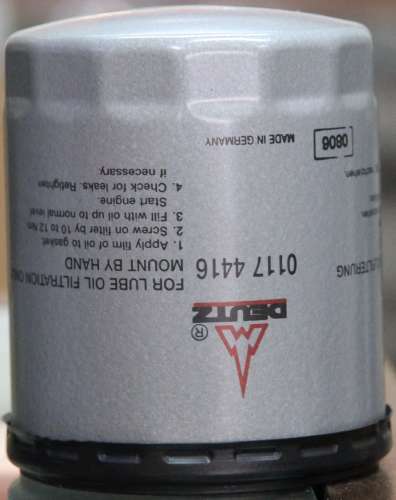 DEUTZ
®
0117 4416
FOR LUBE OIL FILTRATION ONLY
MOUNT BY HAND
1. Apply film of oil to gasket.
2. Screw on filter by 10 to 12 Nm
3. Fill with oil up to normal level.
Start engine.
4. Check for leaks. Retighten
if necessary.
MADE IN GERMANY
0806